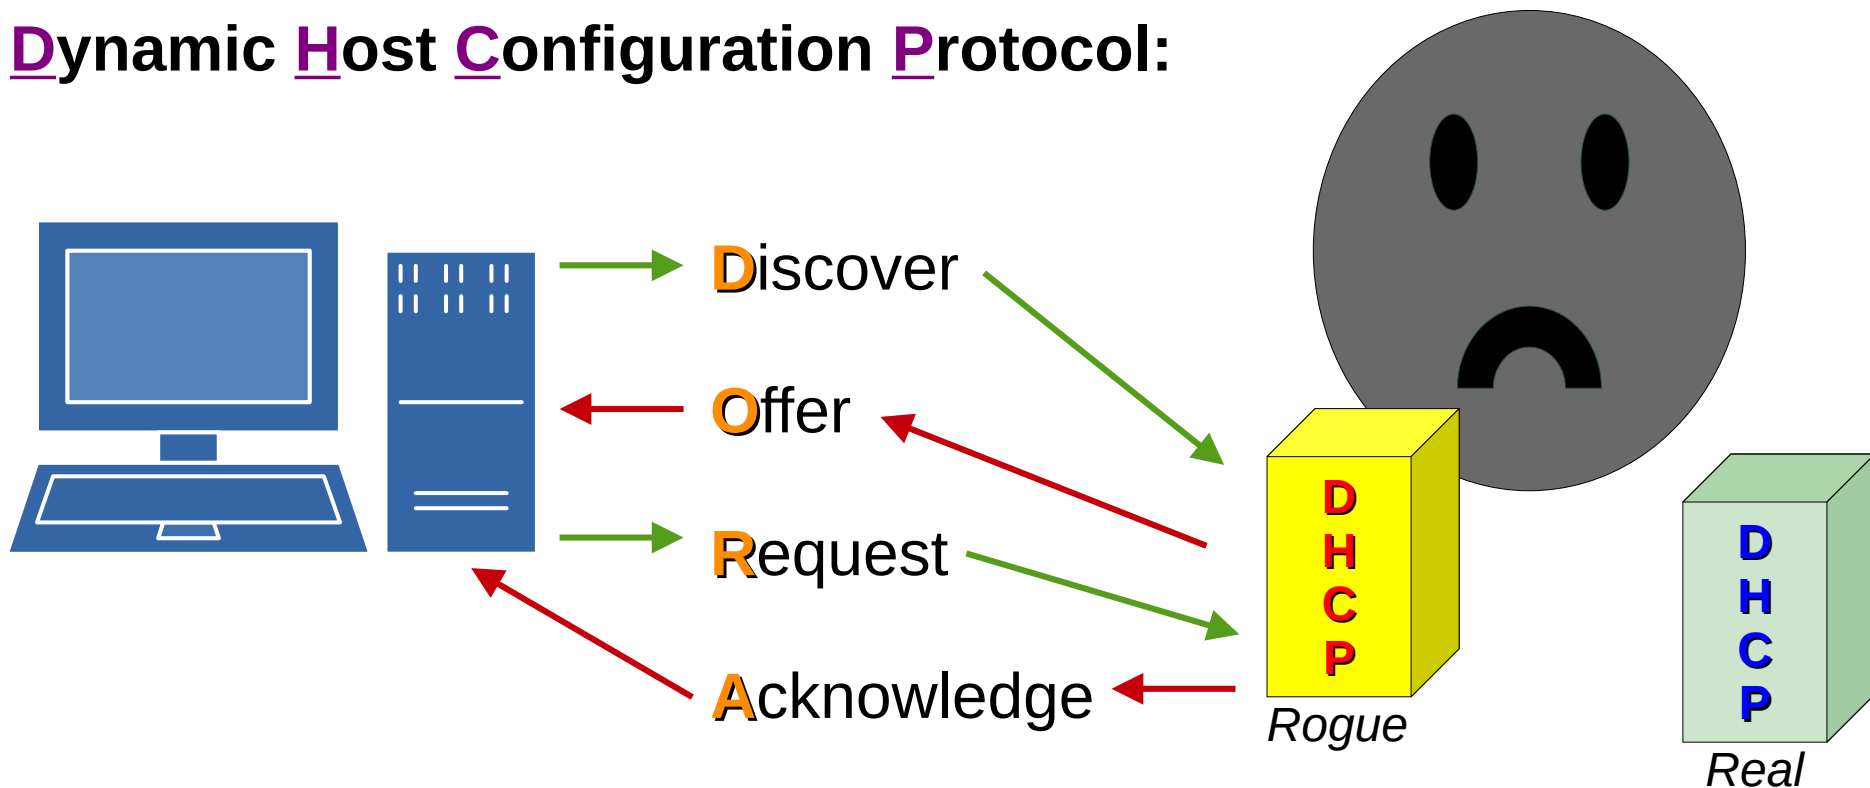 Dynamic Host Configuration Protocol:
Discover
Offer
Request
Acknowledge
D
H
C
P
Rogue
D
H
C
P
Real